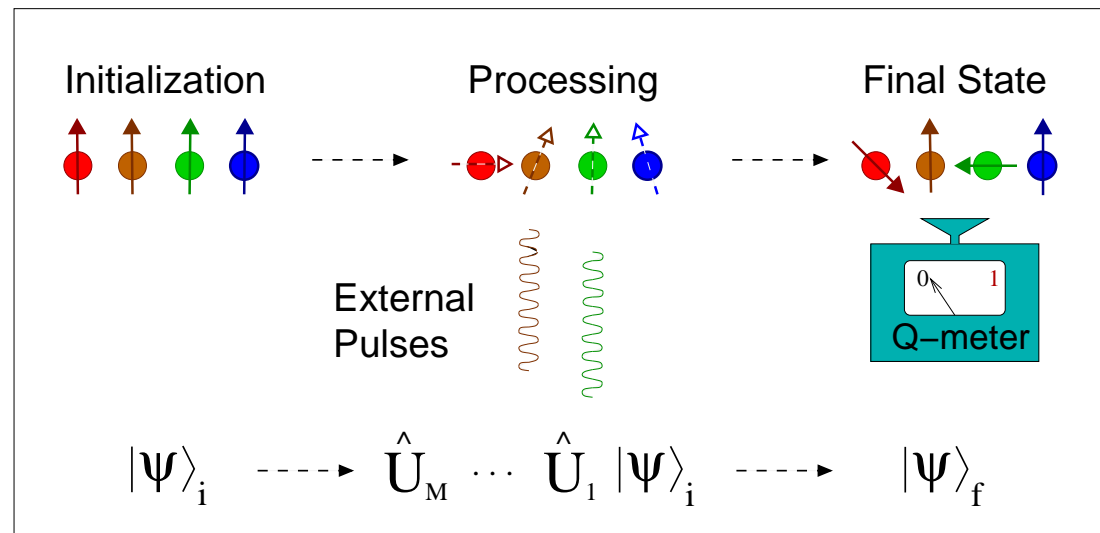 Initialization Processing Final State
External
Pulses
0 1
Q−meter
|Ψ⟩i Û_M ··· Û_1 |Ψ⟩i |Ψ⟩f